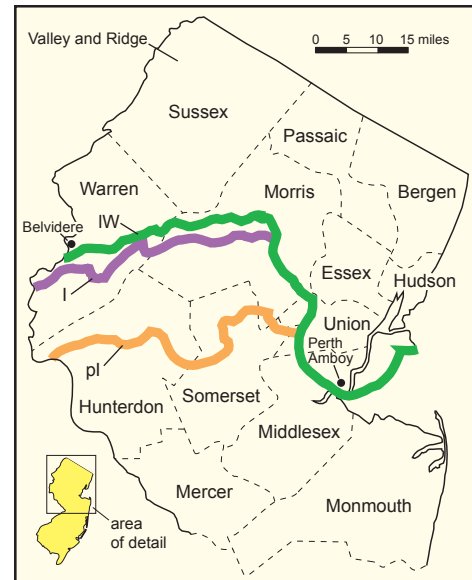 Valley and Ridge
0 5 10 15 miles
Sussex
Passaic
Warren
Morris
Bergen
lW
Belvidere
Essex
Hudson
I
Union
Perth
Amboy
pI
Somerset
Hunterdon
Middlesex
Mercer
Monmouth
area
of detail